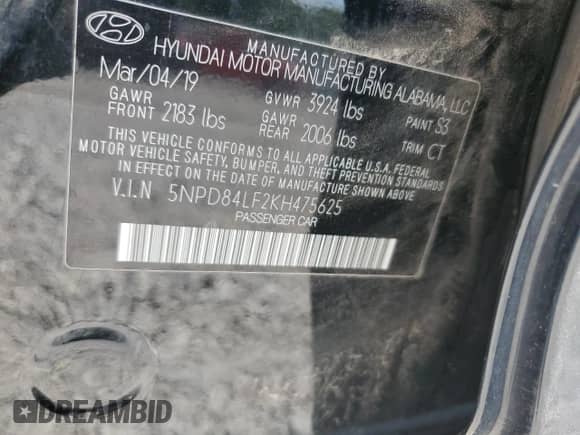 MANUFACTURED BY
HYUNDAI MOTOR MANUFACTURING ALABAMA, LLC
Mar/04/19 GVWR 3924 lbs PAINT S3
GAWR FRONT 2183 lbs GAWR REAR 2006 lbs TRIM CT
THIS VEHICLE CONFORMS TO ALL APPLICABLE U.S.A. FEDERAL
MOTOR VEHICLE SAFETY, BUMPER, AND THEFT PREVENTION STANDARDS
IN EFFECT ON THE DATE OF MANUFACTURE SHOWN ABOVE
V.I.N 5NPD84LF2KH475625
PASSENGER CAR
DREAMBID